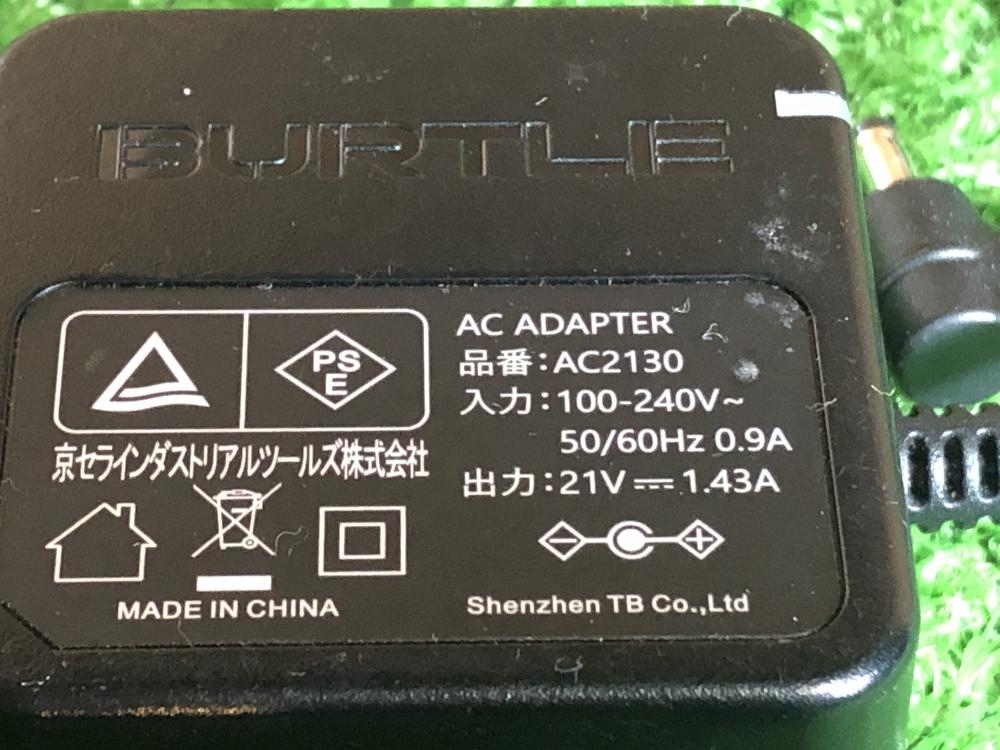 BURTLE
PS
E
京セラインダストリアルツールズ株式会社
MADE IN CHINA
AC ADAPTER
品番:AC2130
入力:100-240V~
50/60Hz 0.9A
出力:21V⎓1.43A
Shenzhen TB Co.,Ltd